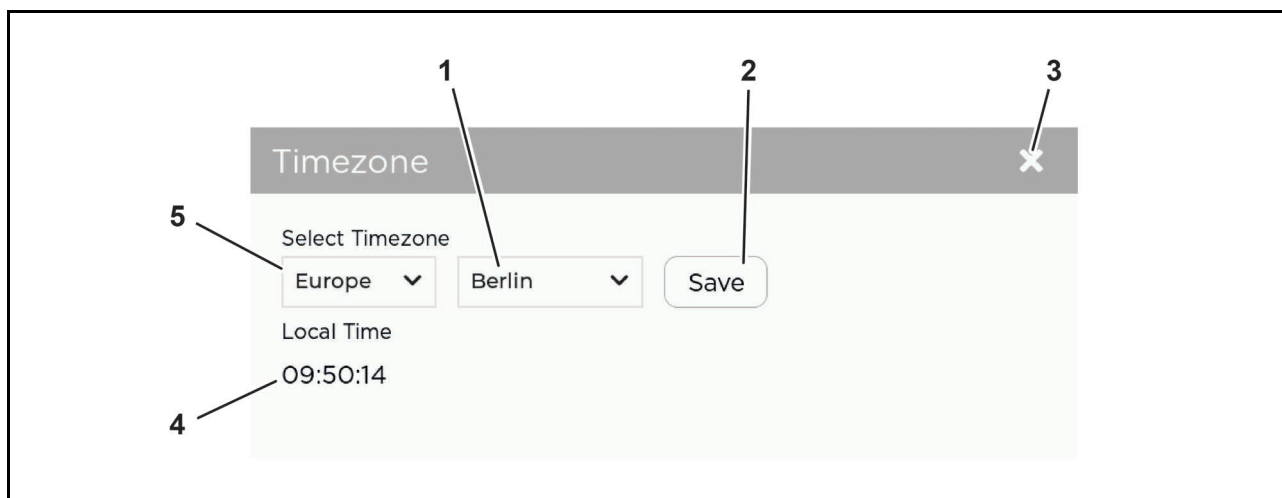 1 2 3
Timezone
5
Select Timezone
Europe Berlin Save
Local Time
09:50:14
4